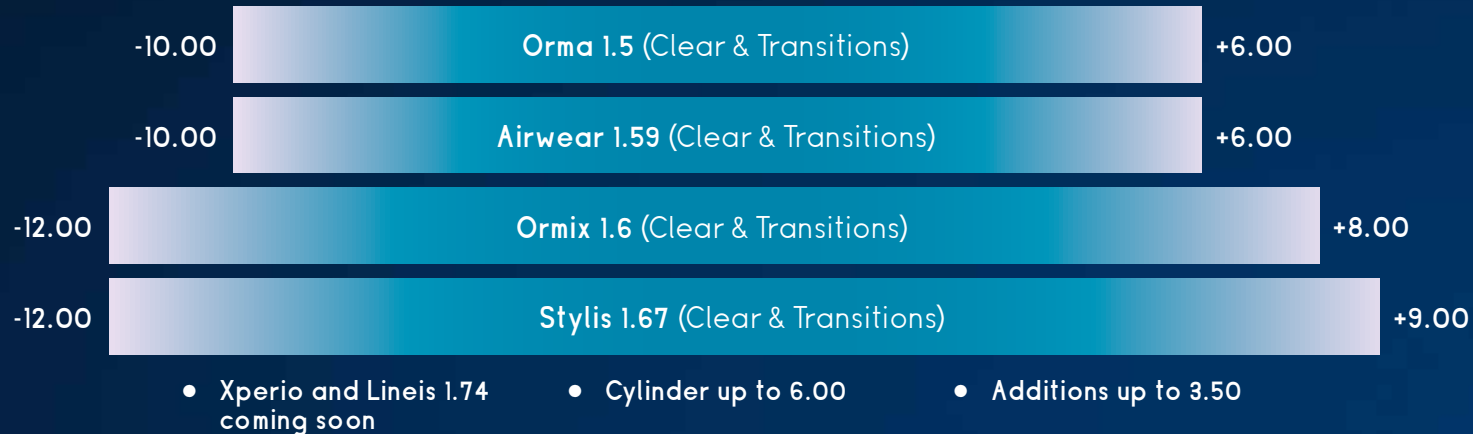 -10.00 Orma 1.5 (Clear & Transitions) +6.00
-10.00 Airwear 1.59 (Clear & Transitions) +6.00
-12.00 Ormix 1.6 (Clear & Transitions) +8.00
-12.00 Stylis 1.67 (Clear & Transitions) +9.00
• Xperio and Lineis 1.74
coming soon
• Cylinder up to 6.00
• Additions up to 3.50